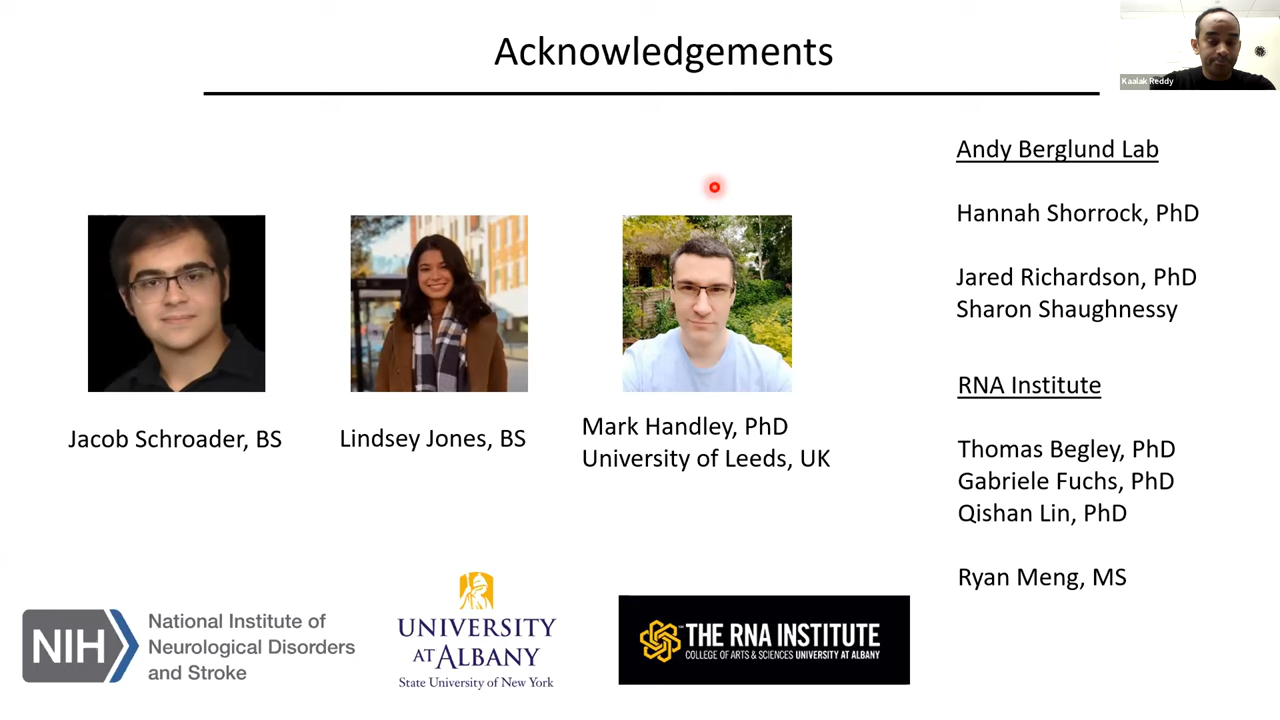 Acknowledgements
Kaalak Reddy
Jacob Schroader, BS
Lindsey Jones, BS
Mark Handley, PhD
University of Leeds, UK
Andy Berglund Lab
Hannah Shorrock, PhD
Jared Richardson, PhD
Sharon Shaughnessy
RNA Institute
Thomas Begley, PhD
Gabriele Fuchs, PhD
Qishan Lin, PhD
Ryan Meng, MS
NIH
National Institute of
Neurological Disorders
and Stroke
UNIVERSITY
AT ALBANY
State University of New York
THE RNA INSTITUTE
COLLEGE OF ARTS & SCIENCES UNIVERSITY AT ALBANY